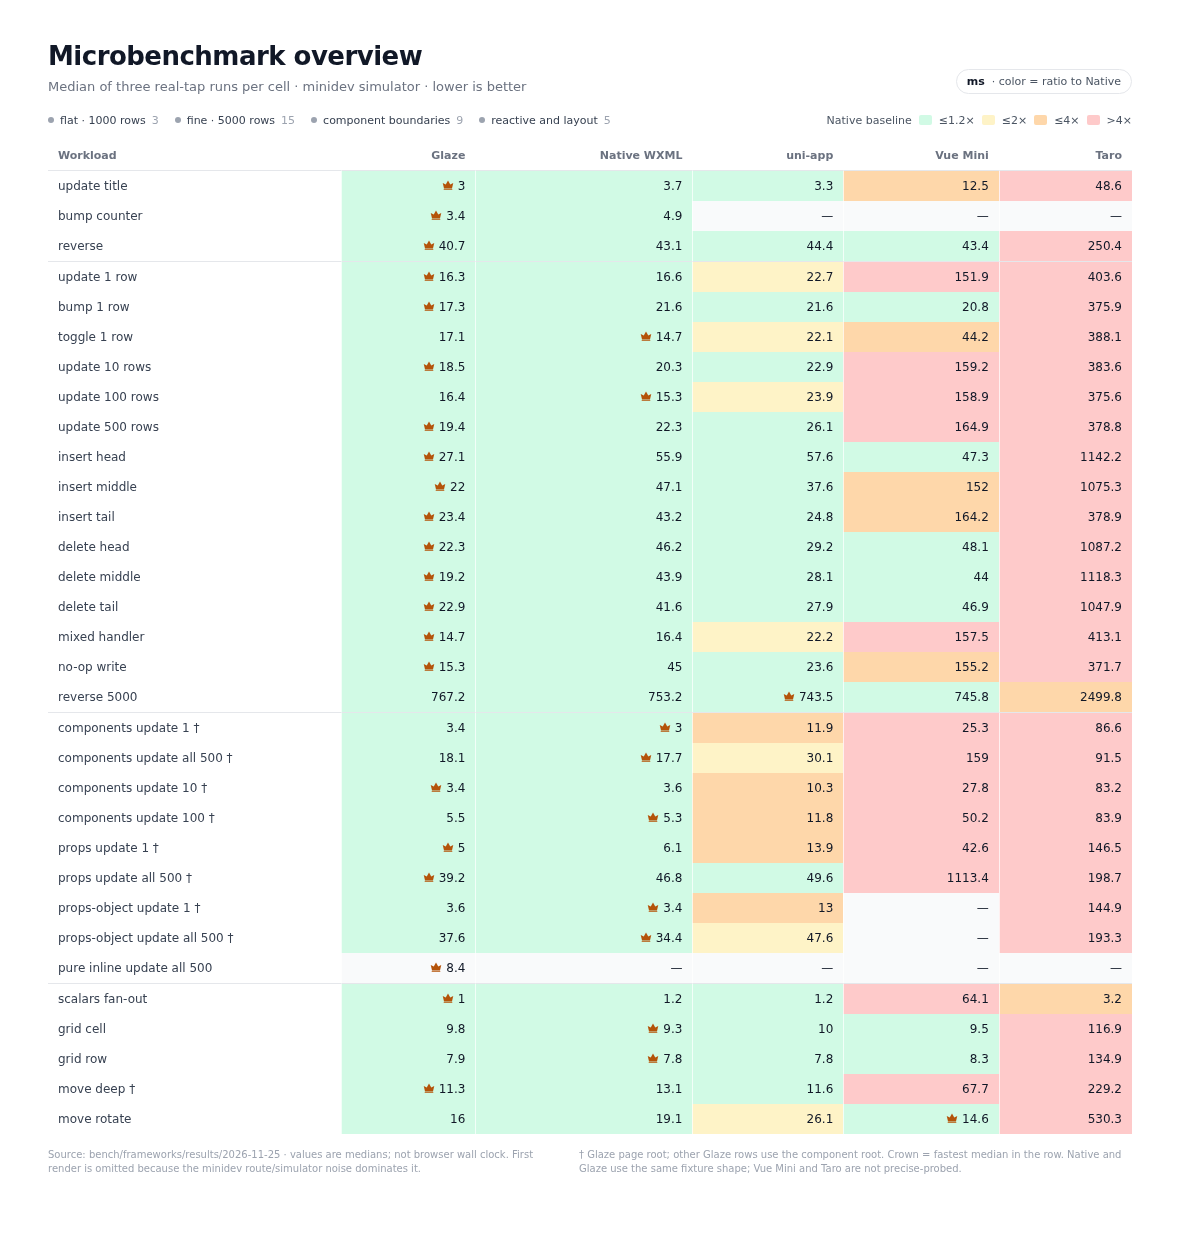 Microbenchmark overview
Median of three real-tap runs per cell · minidev simulator · lower is better
ms · color = ratio to Native
flat · 1000 rows 3 fine · 5000 rows 15 component boundaries 9 reactive and layout 5
Native baseline ≤1.2× ≤2× ≤4× >4×
Workload Glaze Native WXML uni-app Vue Mini Taro
update title 3 3.7 3.3 12.5 48.6
bump counter 3.4 4.9 — — —
reverse 40.7 43.1 44.4 43.4 250.4
update 1 row 16.3 16.6 22.7 151.9 403.6
bump 1 row 17.3 21.6 21.6 20.8 375.9
toggle 1 row 17.1 14.7 22.1 44.2 388.1
update 10 rows 18.5 20.3 22.9 159.2 383.6
update 100 rows 16.4 15.3 23.9 158.9 375.6
update 500 rows 19.4 22.3 26.1 164.9 378.8
insert head 27.1 55.9 57.6 47.3 1142.2
insert middle 22 47.1 37.6 152 1075.3
insert tail 23.4 43.2 24.8 164.2 378.9
delete head 22.3 46.2 29.2 48.1 1087.2
delete middle 19.2 43.9 28.1 44 1118.3
delete tail 22.9 41.6 27.9 46.9 1047.9
mixed handler 14.7 16.4 22.2 157.5 413.1
no-op write 15.3 45 23.6 155.2 371.7
reverse 5000 767.2 753.2 743.5 745.8 2499.8
components update 1 † 3.4 3 11.9 25.3 86.6
components update all 500 † 18.1 17.7 30.1 159 91.5
components update 10 † 3.4 3.6 10.3 27.8 83.2
components update 100 † 5.5 5.3 11.8 50.2 83.9
props update 1 † 5 6.1 13.9 42.6 146.5
props update all 500 † 39.2 46.8 49.6 1113.4 198.7
props-object update 1 † 3.6 3.4 13 — 144.9
props-object update all 500 † 37.6 34.4 47.6 — 193.3
pure inline update all 500 8.4 — — — —
scalars fan-out 1 1.2 1.2 64.1 3.2
grid cell 9.8 9.3 10 9.5 116.9
grid row 7.9 7.8 7.8 8.3 134.9
move deep † 11.3 13.1 11.6 67.7 229.2
move rotate 16 19.1 26.1 14.6 530.3
Source: bench/frameworks/results/2026-11-25 · values are medians; not browser wall clock. First
render is omitted because the minidev route/simulator noise dominates it.
† Glaze page root; other Glaze rows use the component root. Crown = fastest median in the row. Native and
Glaze use the same fixture shape; Vue Mini and Taro are not precise-probed.